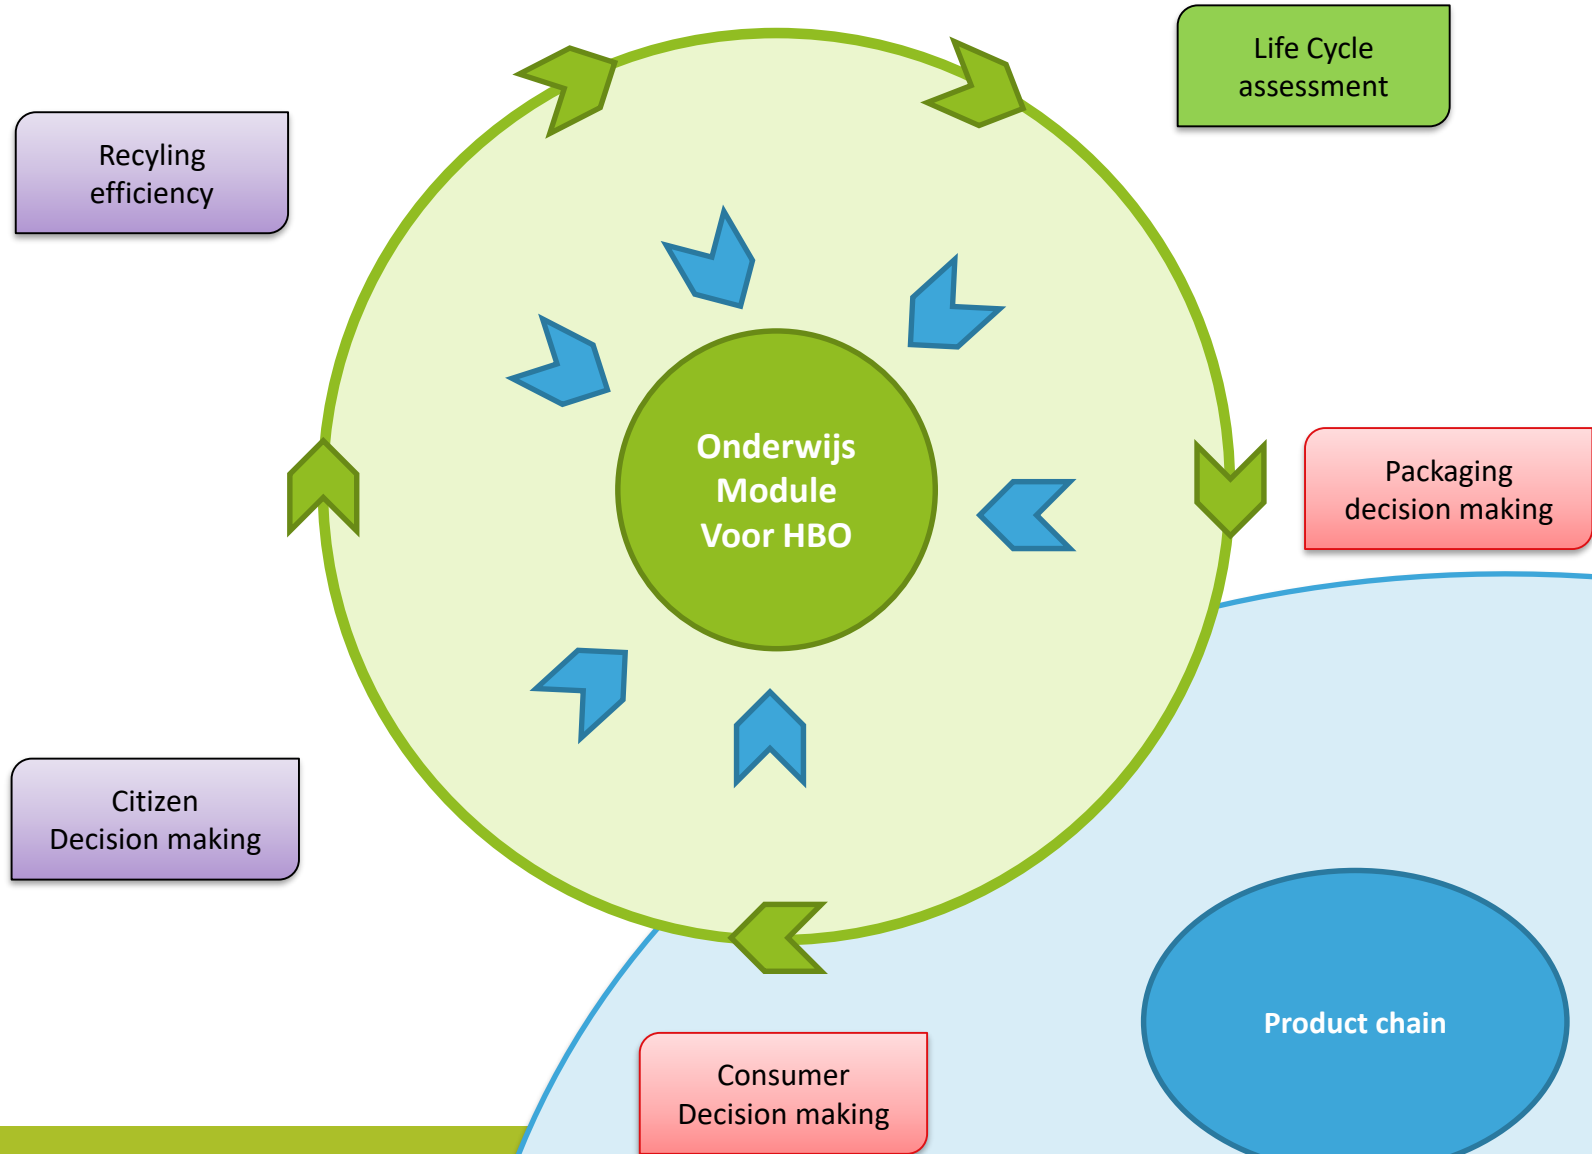 Life Cycle
assessment
Recyling
efficiency
Onderwijs
Module
Voor HBO
Packaging
decision making
Citizen
Decision making
Product chain
Consumer
Decision making